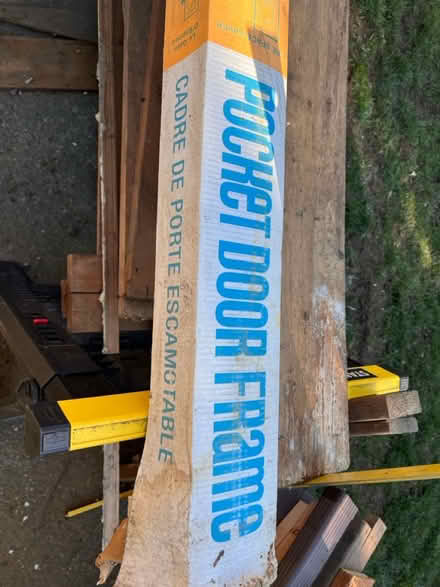 POCKET DOOR FRAME
CADRE DE PORTE ESCAMOTABLE